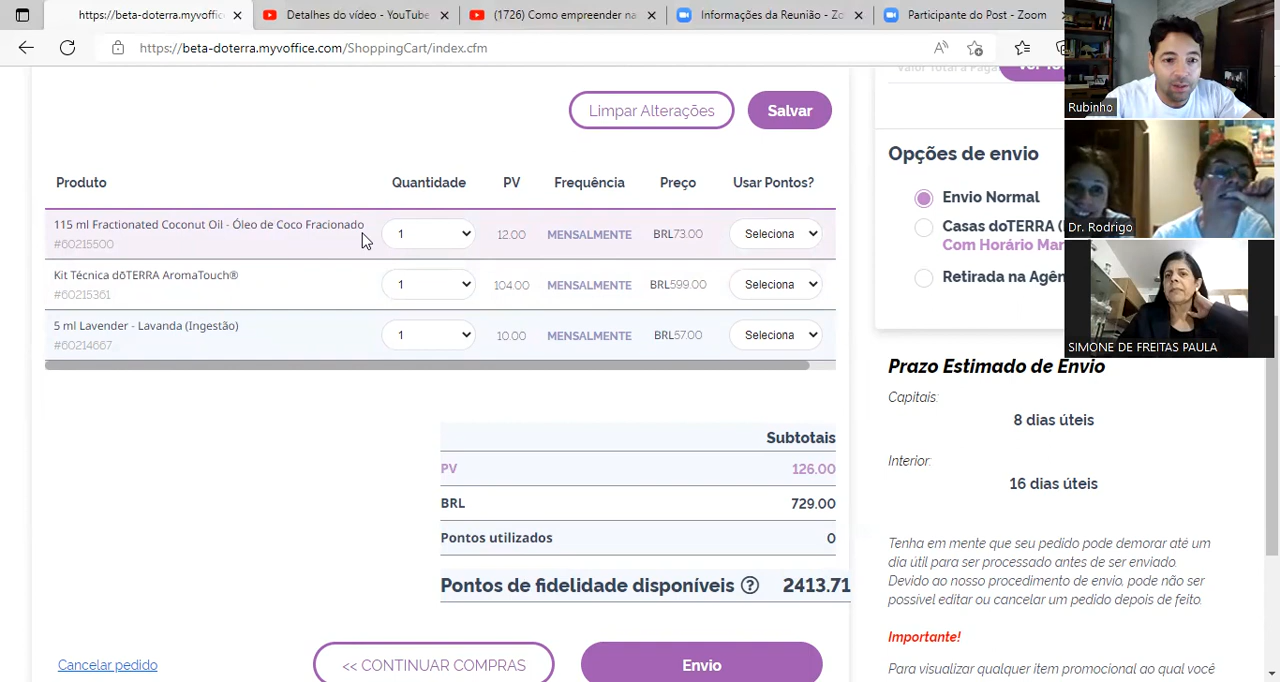 https://beta-doterra.myvoffice
Detalhes do vídeo - YouTube
(1726) Como empreender na
Informações da Reunião - Zo
Participante do Post - Zoom
https://beta-doterra.myvoffice.com/ShoppingCart/index.cfm
Limpar Alterações
Salvar
Produto Quantidade PV Frequência Preço Usar Pontos?
115 ml Fractionated Coconut Oil - Óleo de Coco Fracionado 1 12.00 MENSALMENTE BRL73.00 Seleciona
#60215500
Kit Técnica dōTERRA AromaTouch® 1 104.00 MENSALMENTE BRL599.00 Seleciona
#60215361
5 ml Lavender - Lavanda (Ingestão) 1 10.00 MENSALMENTE BRL57.00 Seleciona
#60214667
Subtotais
PV 126.00
BRL 729.00
Pontos utilizados 0
Pontos de fidelidade disponíveis ? 2413.71
Cancelar pedido
<< CONTINUAR COMPRAS
Envio
Opções de envio
Envio Normal
Casas doTERRA (
Com Horário Mar
Retirada na Agên
Prazo Estimado de Envio
Capitais:
8 dias úteis
Interior:
16 dias úteis
Tenha em mente que seu pedido pode demorar até um
dia útil para ser processado antes de ser enviado.
Devido ao nosso procedimento de envio, pode não ser
possível editar ou cancelar um pedido depois de feito.
Importante!
Para visualizar qualquer item promocional ao qual você
Rubinho
Dr. Rodrigo
SIMONE DE FREITAS PAULA